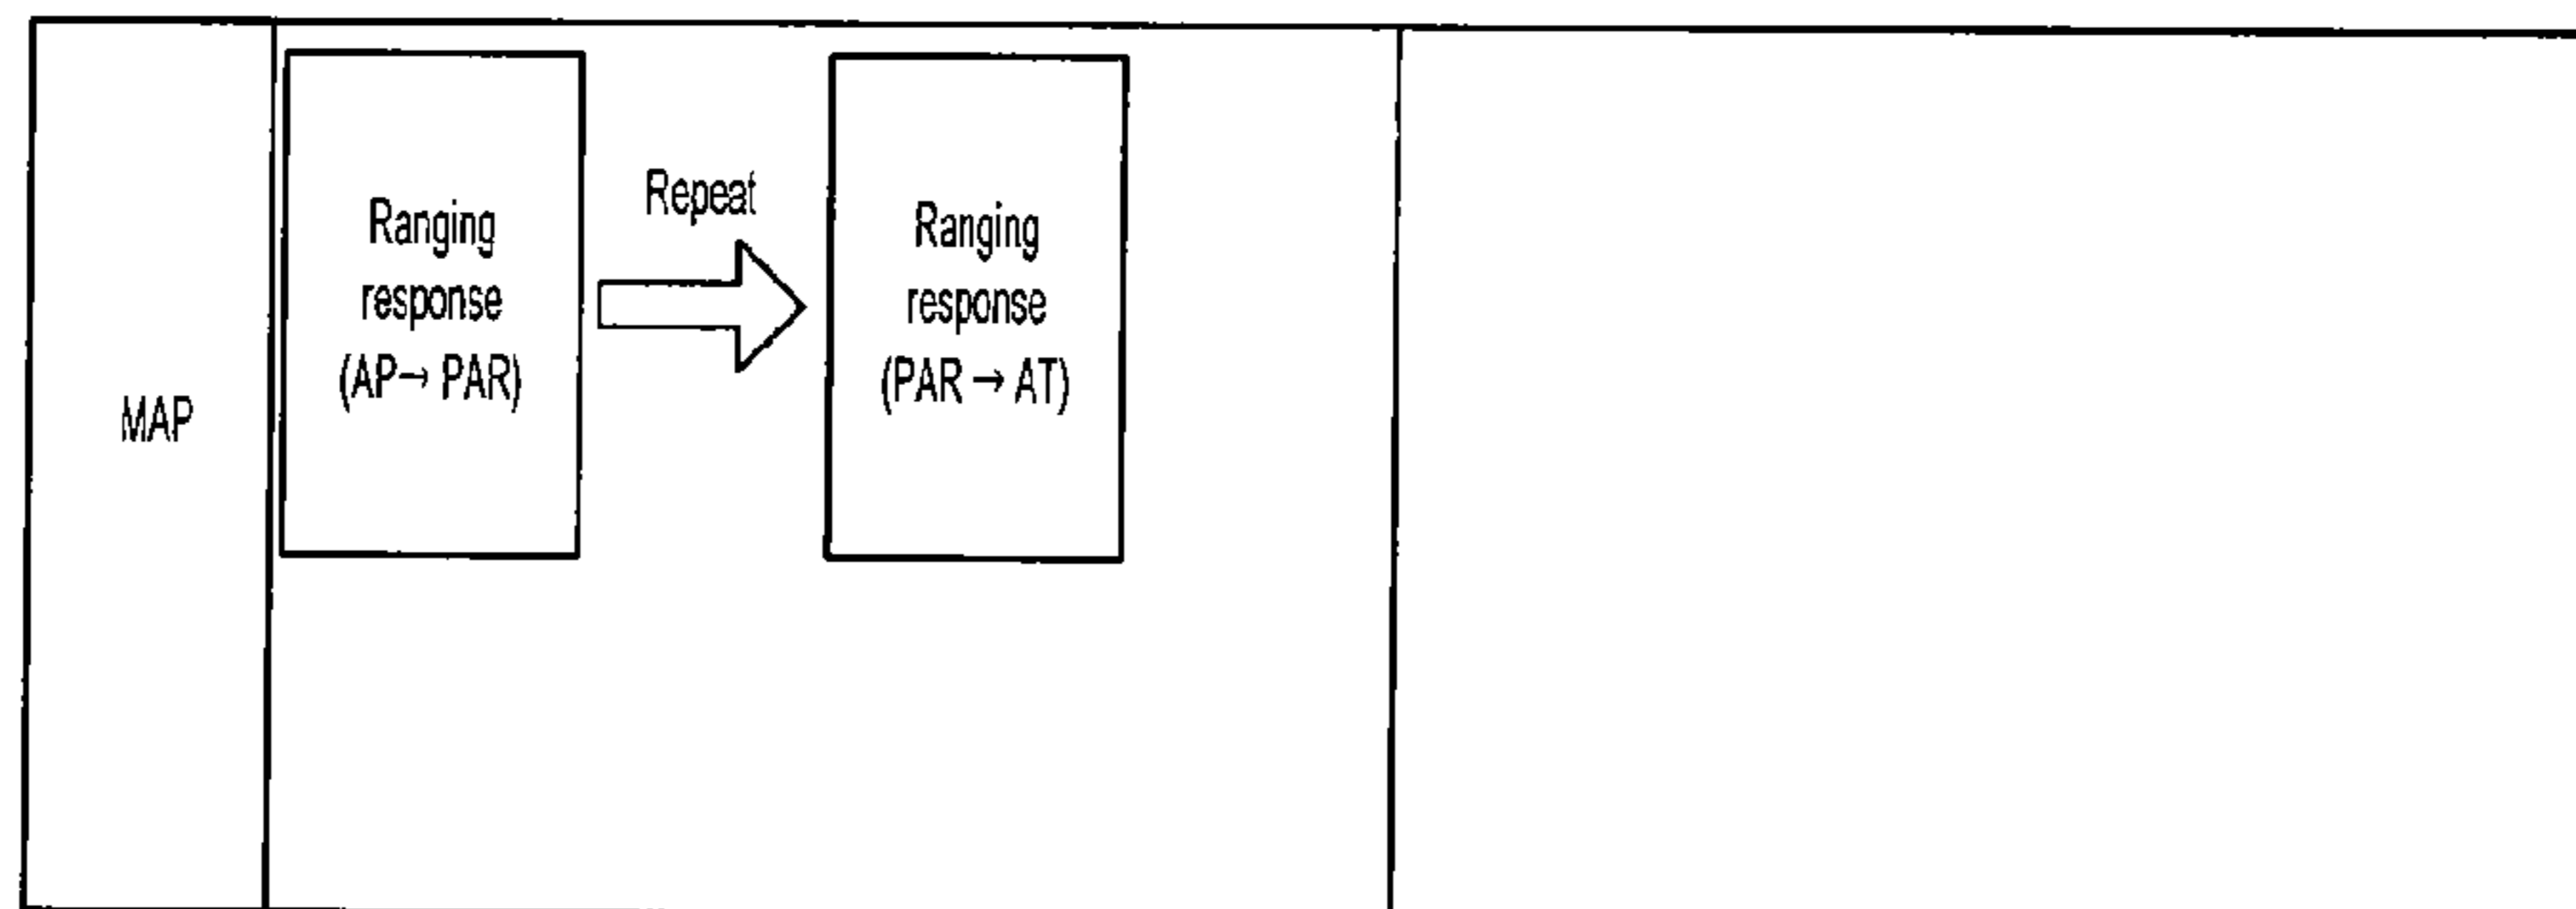 MAP
Ranging
response
(AP→ PAR)
Repeat
Ranging
response
(PAR → AT)